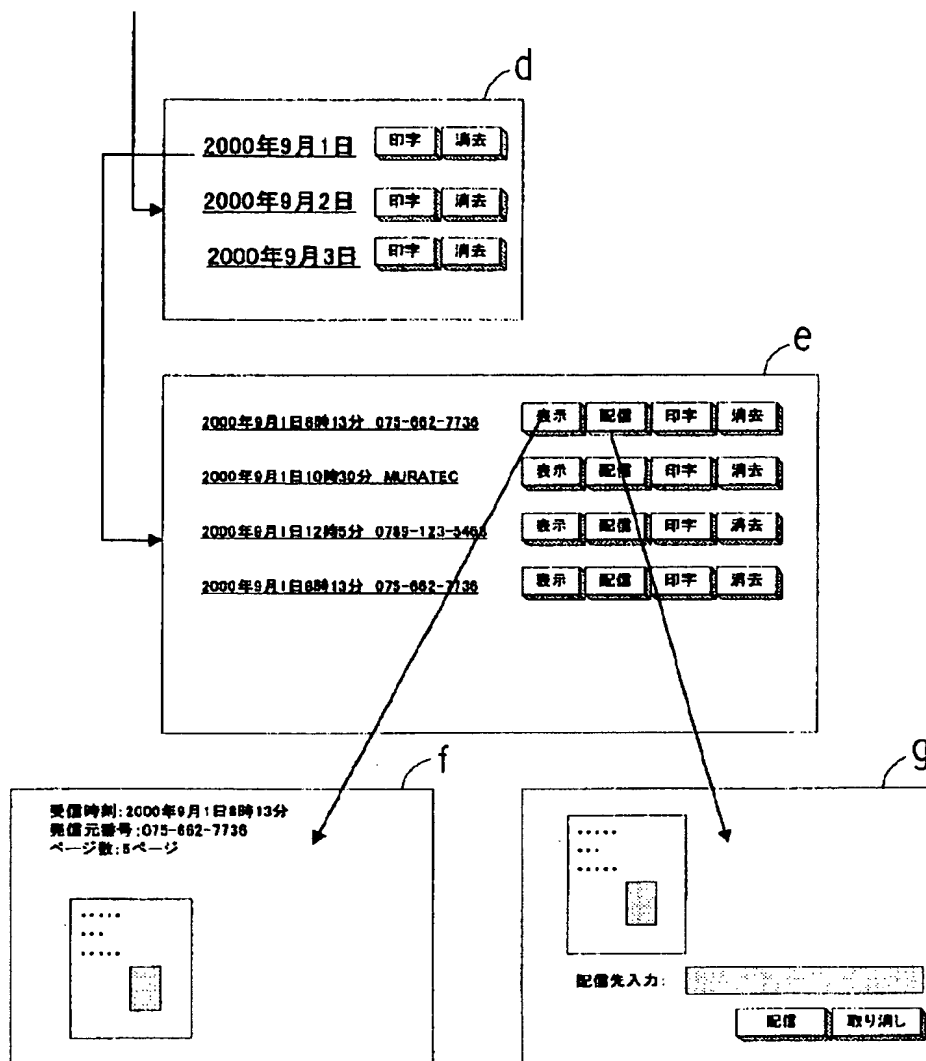 d
2000年9月1日 印字 消去
2000年9月2日 印字 消去
2000年9月3日 印字 消去
e
2000年9月1日8時13分 075-662-7736 表示 配信 印字 消去
2000年9月1日10時30分 MURATEC 表示 配信 印字 消去
2000年9月1日12時5分 0789-123-5463 表示 配信 印字 消去
2000年9月1日8時13分 075-662-7736 表示 配信 印字 消去
f
受信時刻:2000年9月1日8時13分
発信元番号:075-662-7736
ページ数:5ページ
g
配信先入力:
配信 取り消し